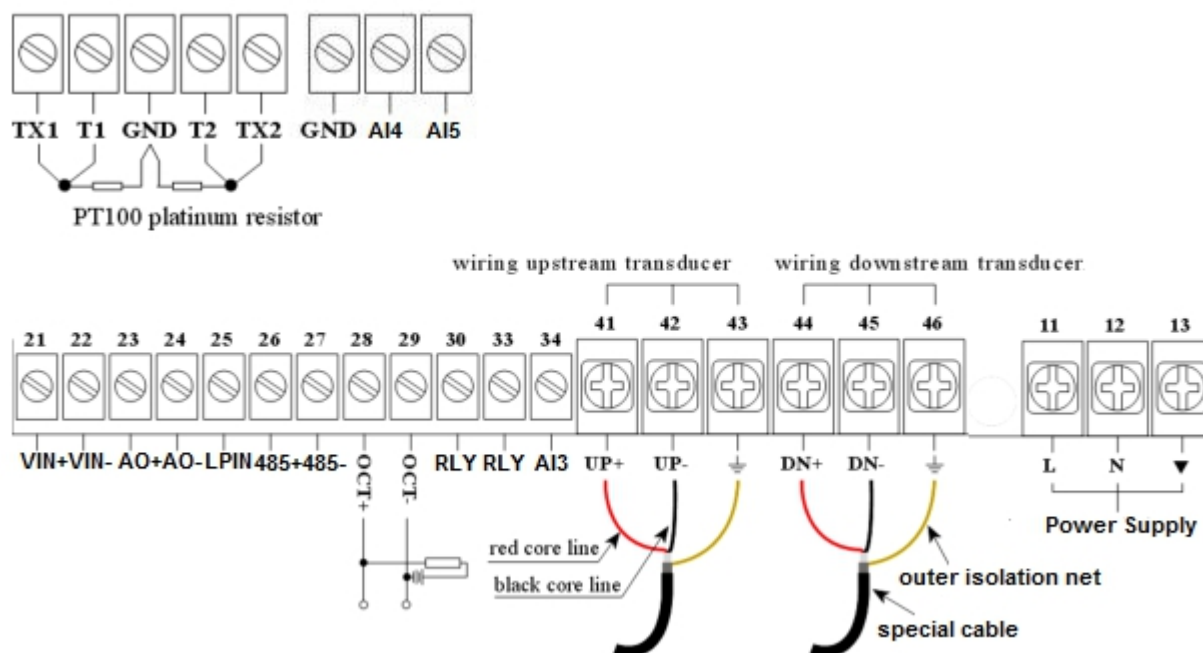 TX1 T1 GND T2 TX2 GND AI4 AI5
PT100 platinum resistor
wiring upstream transducer wiring downstream transducer
21 22 23 24 25 26 27 28 29 30 33 34 41 42 43 44 45 46 11 12 13
VIN+ VIN- AO+ AO- LPIN 485+ 485- OCT+ OCT- RLY RLY AI3 UP+ UP- DN+ DN- L N
Power Supply
red core line
black core line
outer isolation net
special cable